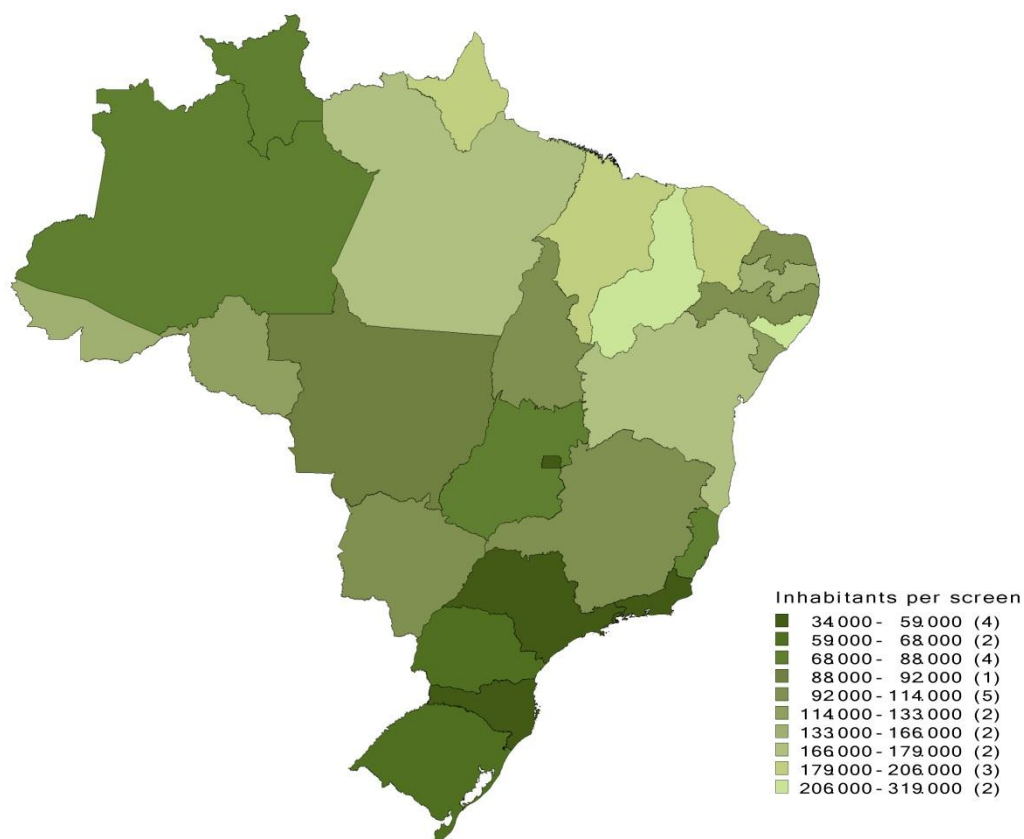 Inhabitants per screen
34.000 - 59.000 (4)
59.000 - 68.000 (2)
68.000 - 88.000 (4)
88.000 - 92.000 (1)
92.000 - 114.000 (5)
114.000 - 133.000 (2)
133.000 - 166.000 (2)
166.000 - 179.000 (2)
179.000 - 206.000 (3)
206.000 - 319.000 (2)